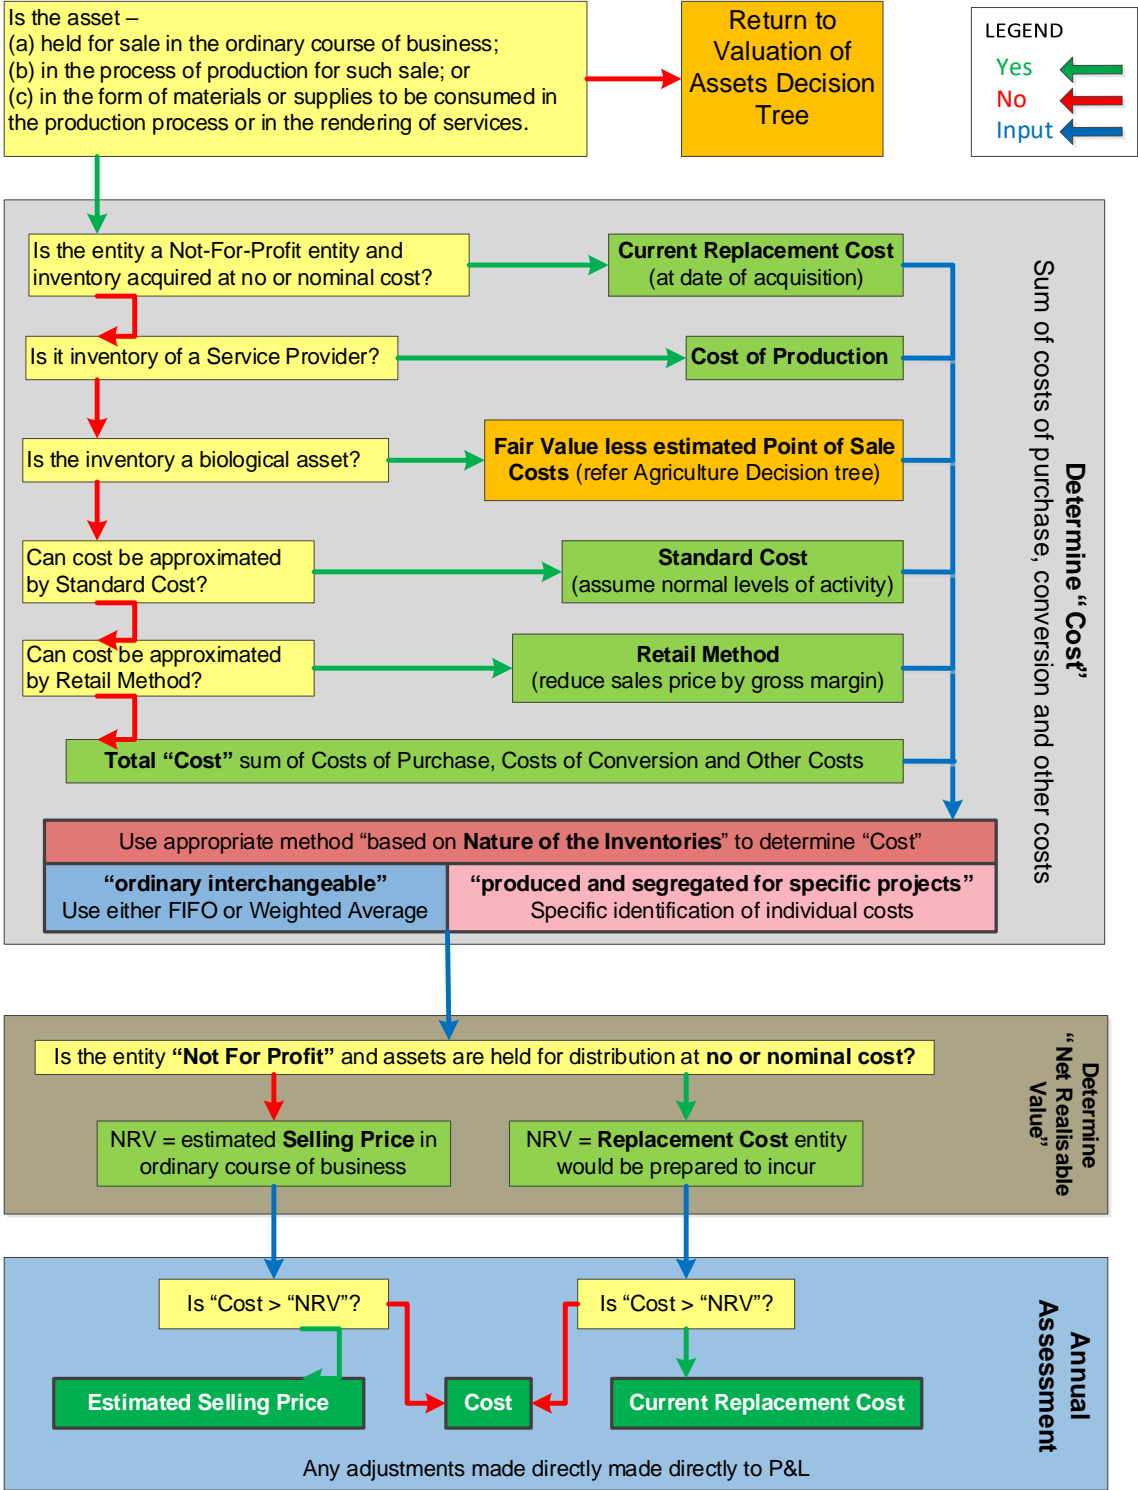 Is the asset –
(a) held for sale in the ordinary course of business;
(b) in the process of production for such sale; or
(c) in the form of materials or supplies to be consumed in
the production process or in the rendering of services.
Return to
Valuation of
Assets Decision
Tree
LEGEND
Yes
No
Input
Is the entity a Not-For-Profit entity and
inventory acquired at no or nominal cost?
Current Replacement Cost
(at date of acquisition)
Is it inventory of a Service Provider?
Cost of Production
Is the inventory a biological asset?
Fair Value less estimated Point of Sale
Costs (refer Agriculture Decision tree)
Can cost be approximated
by Standard Cost?
Standard Cost
(assume normal levels of activity)
Can cost be approximated
by Retail Method?
Retail Method
(reduce sales price by gross margin)
Total “Cost” sum of Costs of Purchase, Costs of Conversion and Other Costs
Determine “Cost”
Sum of costs of purchase, conversion and other costs
Use appropriate method “based on Nature of the Inventories” to determine “Cost”
“ordinary interchangeable”
Use either FIFO or Weighted Average
“produced and segregated for specific projects”
Specific identification of individual costs
Is the entity “Not For Profit” and assets are held for distribution at no or nominal cost?
NRV = estimated Selling Price in
ordinary course of business
NRV = Replacement Cost entity
would be prepared to incur
Determine
“Net Realisable
Value”
Is “Cost > “NRV”?
Is “Cost > “NRV”?
Estimated Selling Price
Cost
Current Replacement Cost
Annual
Assessment
Any adjustments made directly made directly to P&L